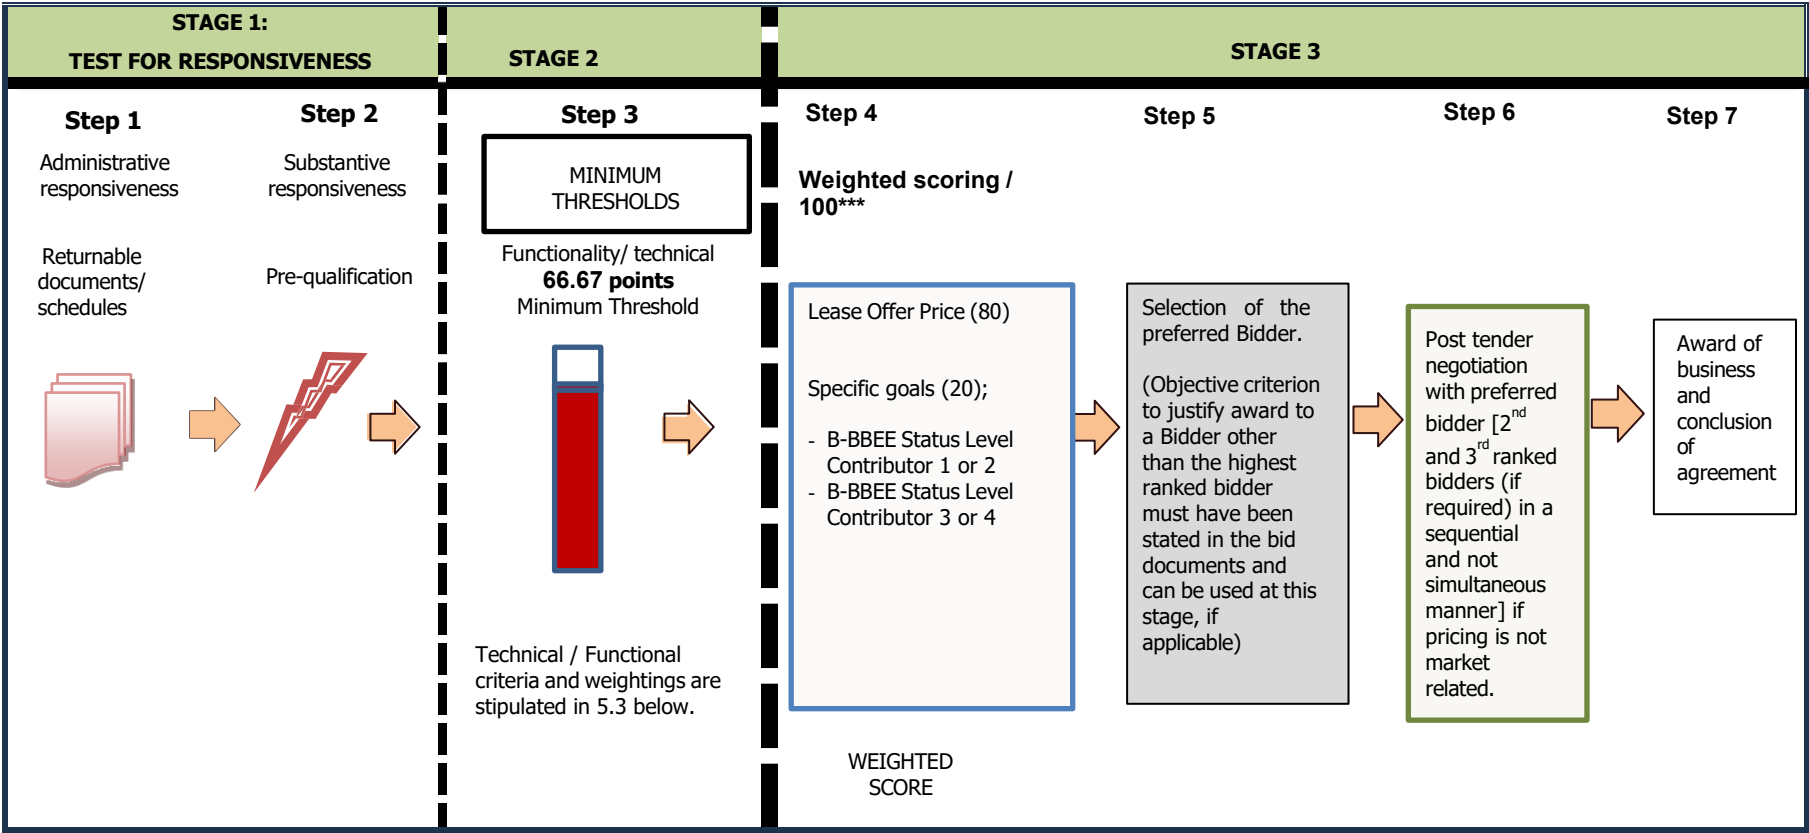 STAGE 1:
TEST FOR RESPONSIVENESS
STAGE 2
STAGE 3
Step 1
Administrative
responsiveness
Returnable
documents/
schedules
Step 2
Substantive
responsiveness
Pre-qualification
Step 3
MINIMUM
THRESHOLDS
Functionality/ technical
66.67 points
Minimum Threshold
Technical / Functional
criteria and weightings are
stipulated in 5.3 below.
Step 4
Weighted scoring /
100***
Lease Offer Price (80)
Specific goals (20);
- B-BBEE Status Level
Contributor 1 or 2
- B-BBEE Status Level
Contributor 3 or 4
WEIGHTED
SCORE
Step 5
Selection of the
preferred Bidder.
(Objective criterion
to justify award to
a Bidder other
than the highest
ranked bidder
must have been
stated in the bid
documents and
can be used at this
stage, if
applicable)
Step 6
Post tender
negotiation
with preferred
bidder [2nd
and 3rd ranked
bidders (if
required) in a
sequential
and not
simultaneous
manner] if
pricing is not
market
related.
Step 7
Award of
business
and
conclusion
of
agreement